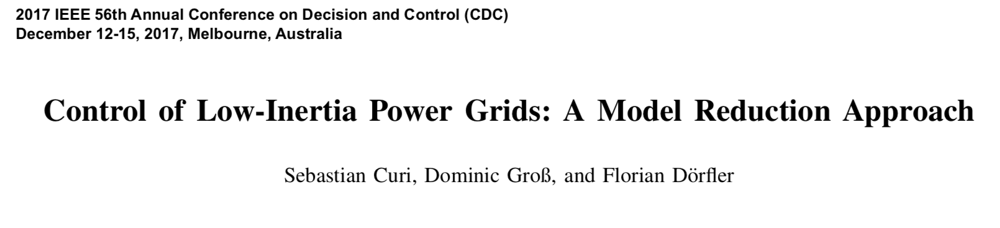 2017 IEEE 56th Annual Conference on Decision and Control (CDC)
December 12-15, 2017, Melbourne, Australia
Control of Low-Inertia Power Grids: A Model Reduction Approach
Sebastian Curi, Dominic Groß, and Florian Dörfler